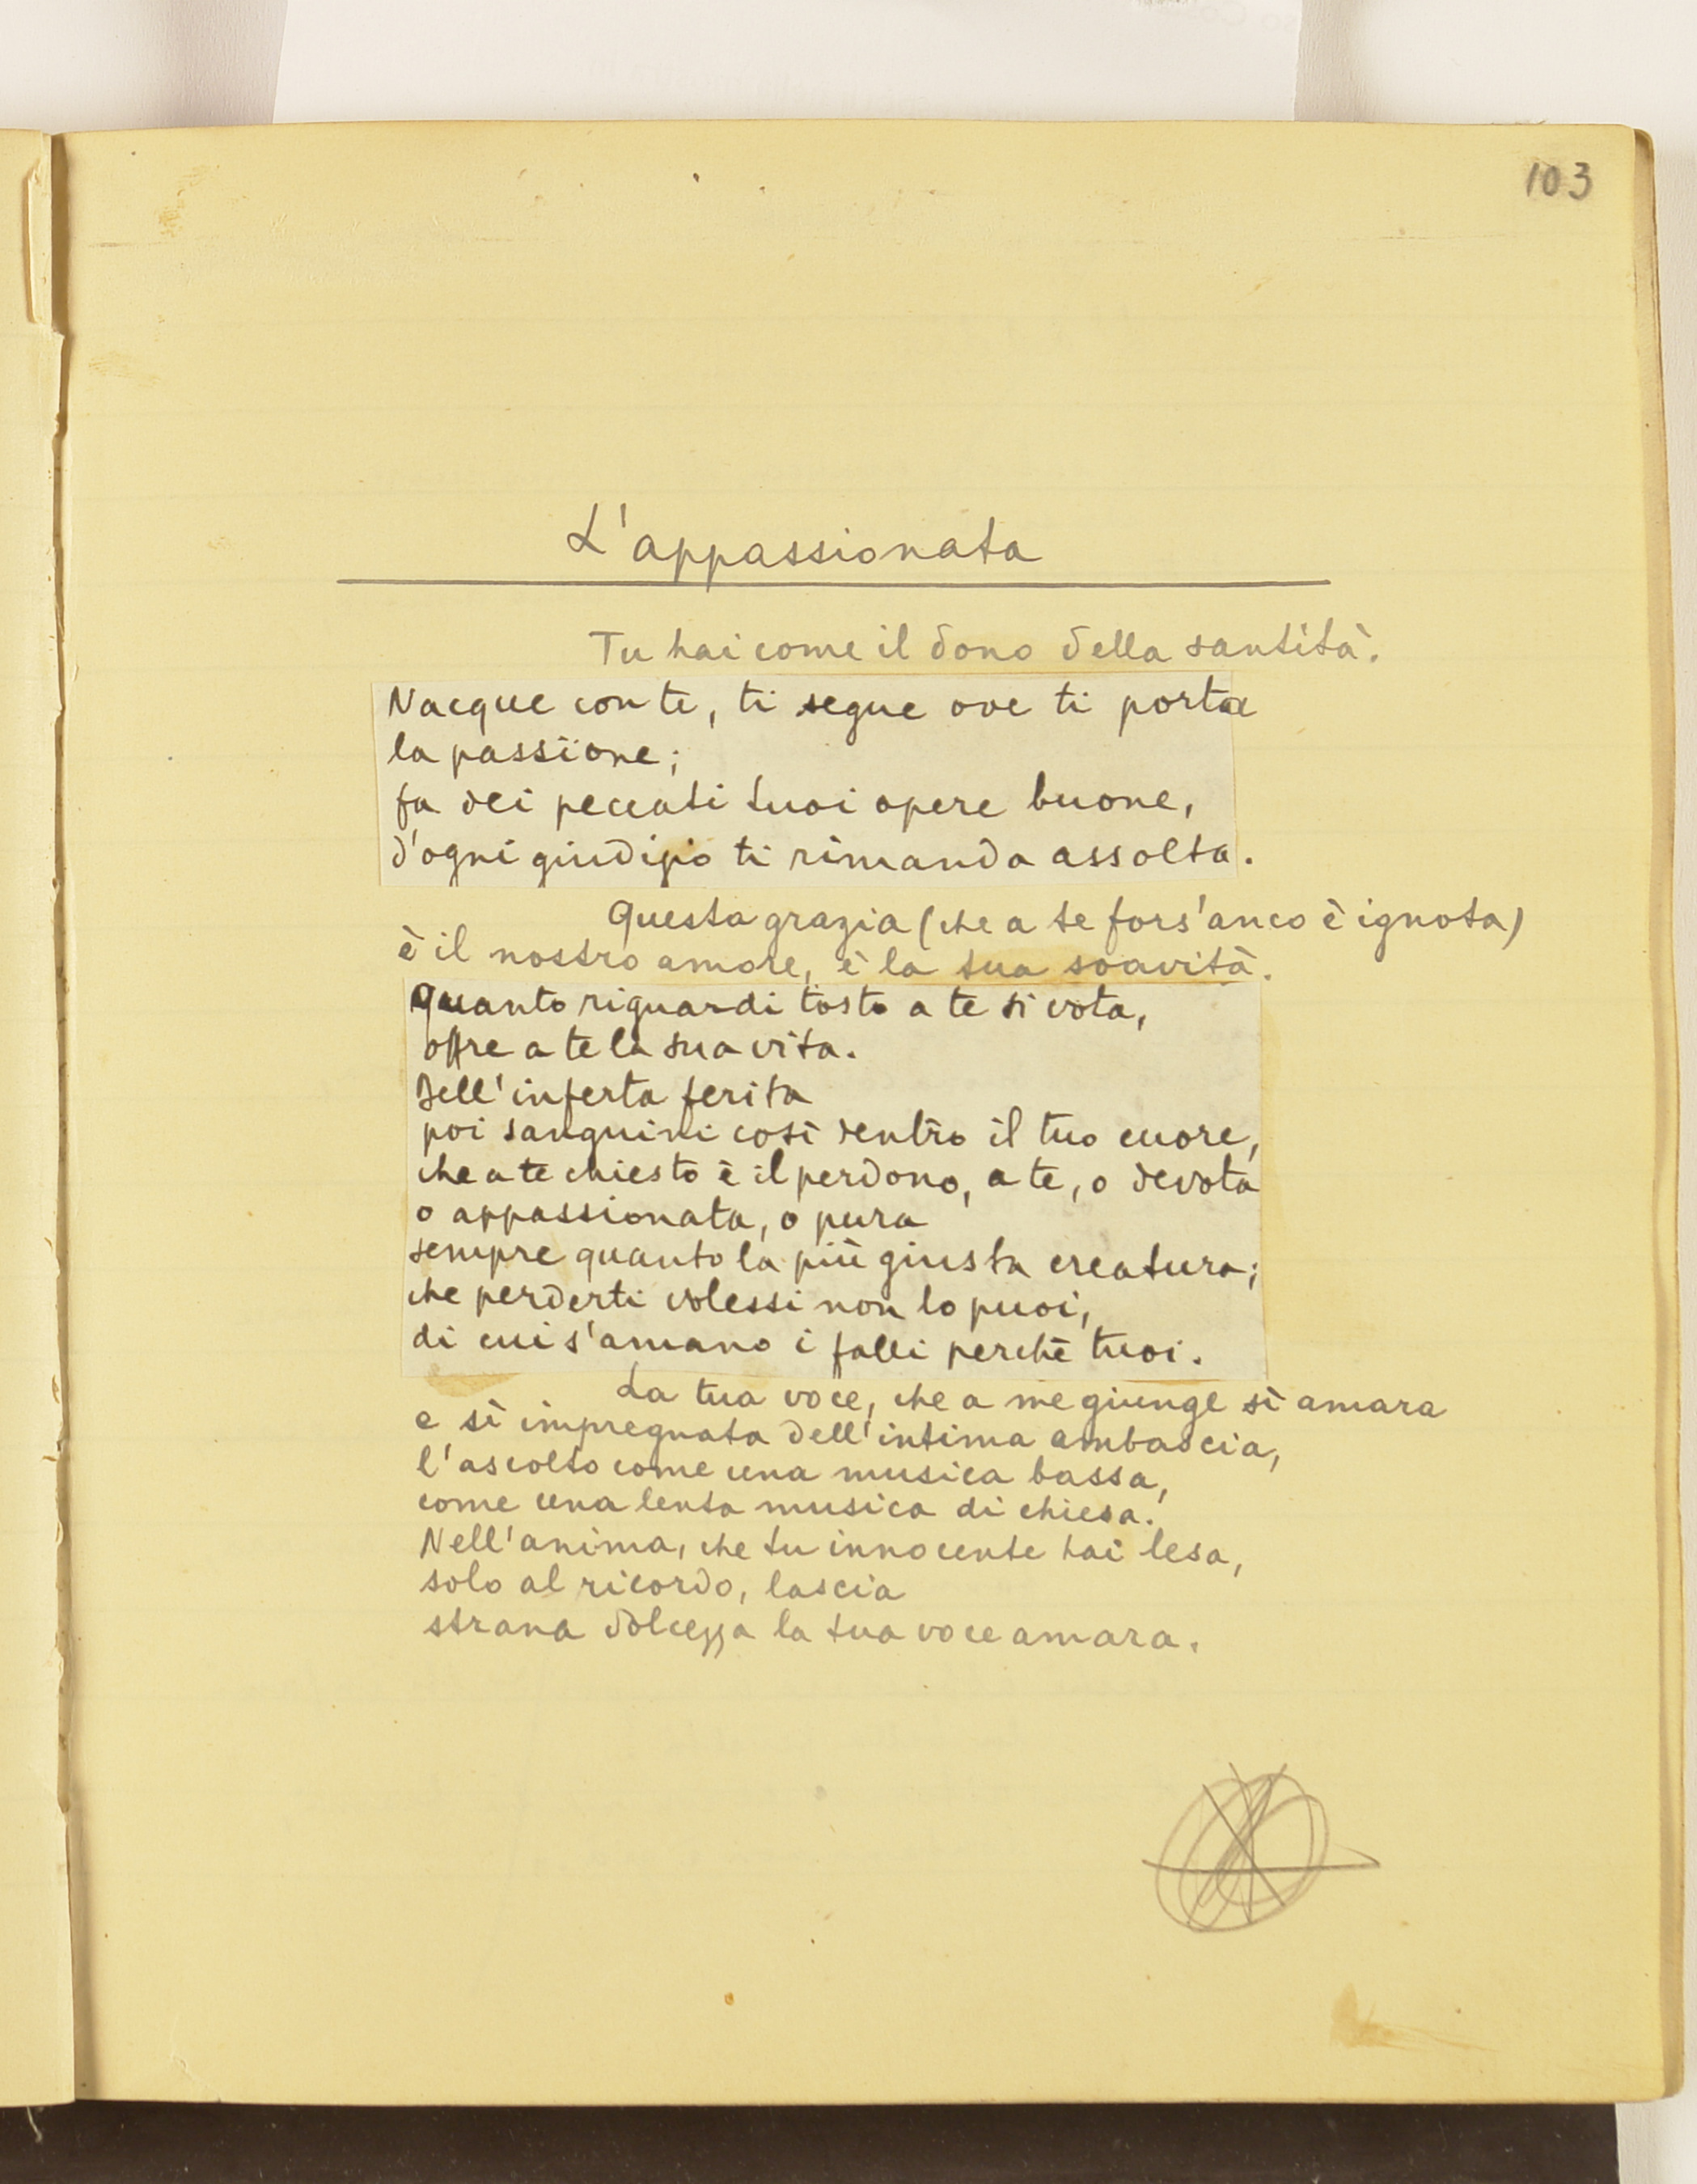 103
L'appassionata
Tu hai come il dono della santità.
Nacque con te, ti segue ove ti porta
la passïone;
fa dei peccati tuoi opere buone,
d'ogni giudizio ti rimanda assolta.
Questa grazia (che a te fors'anco è ignota)
è il nostro amore, è la tua soavità.
Quanto riguardi tosto a te si vota,
offre a te la sua vita.
Dell'inferta ferita
poi sanguini così dentro il tuo cuore,
che a te chiesto è il perdono, a te, o devota
o appassionata, o pura
sempre quanto la più giusta creatura;
che perderti volessi non lo puoi,
di cui s'amano i falli perchè tuoi.
La tua voce, che a me giunge sì amara
e sì impregnata dell'intima ambascia,
l'ascolto come una musica bassa,
come una lenta musica di chiesa.
Nell'anima, che tu innocente hai lesa,
solo al ricordo, lascia
strana dolcezza la tua voce amara.